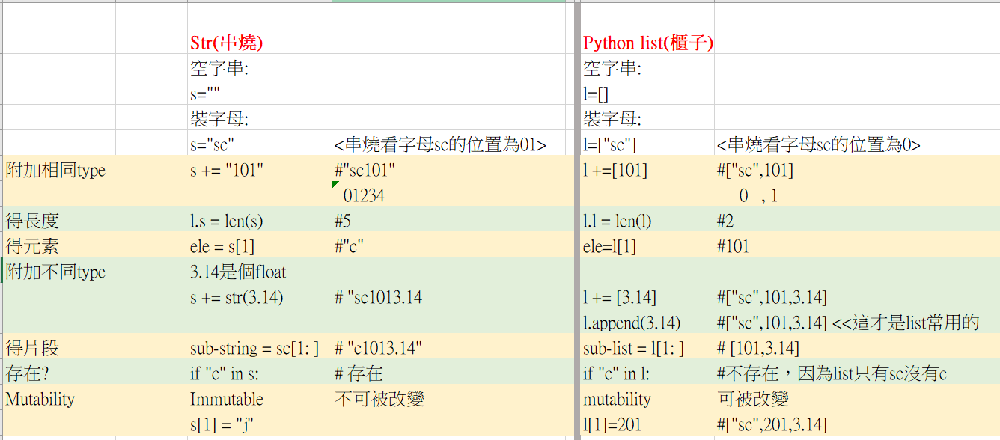 Str(串燒) Python list(櫃子)
空字串: 空字串:
s="" l=[]
裝字母: 裝字母:
s="sc" <串燒看字母sc的位置為01> l=["sc"] <串燒看字母sc的位置為0>
附加相同type s += "101" #"sc101" l +=[101] #["sc",101]
01234 0 , 1
得長度 l.s = len(s) #5 l.l = len(l) #2
得元素 ele = s[1] #"c" ele=l[1] #101
附加不同type 3.14是個float
s += str(3.14) # "sc1013.14 l += [3.14] #["sc",101,3.14]
l.append(3.14) #["sc",101,3.14] <<這才是list常用的
得片段 sub-string = sc[1: ] # "c1013.14" sub-list = l[1: ] # [101,3.14]
存在? if "c" in s: # 存在 if "c" in l: #不存在，因為list只有sc沒有c
Mutability Immutable 不可被改變 mutability 可被改變
s[1] = "j" l[1]=201 #["sc",201,3.14]